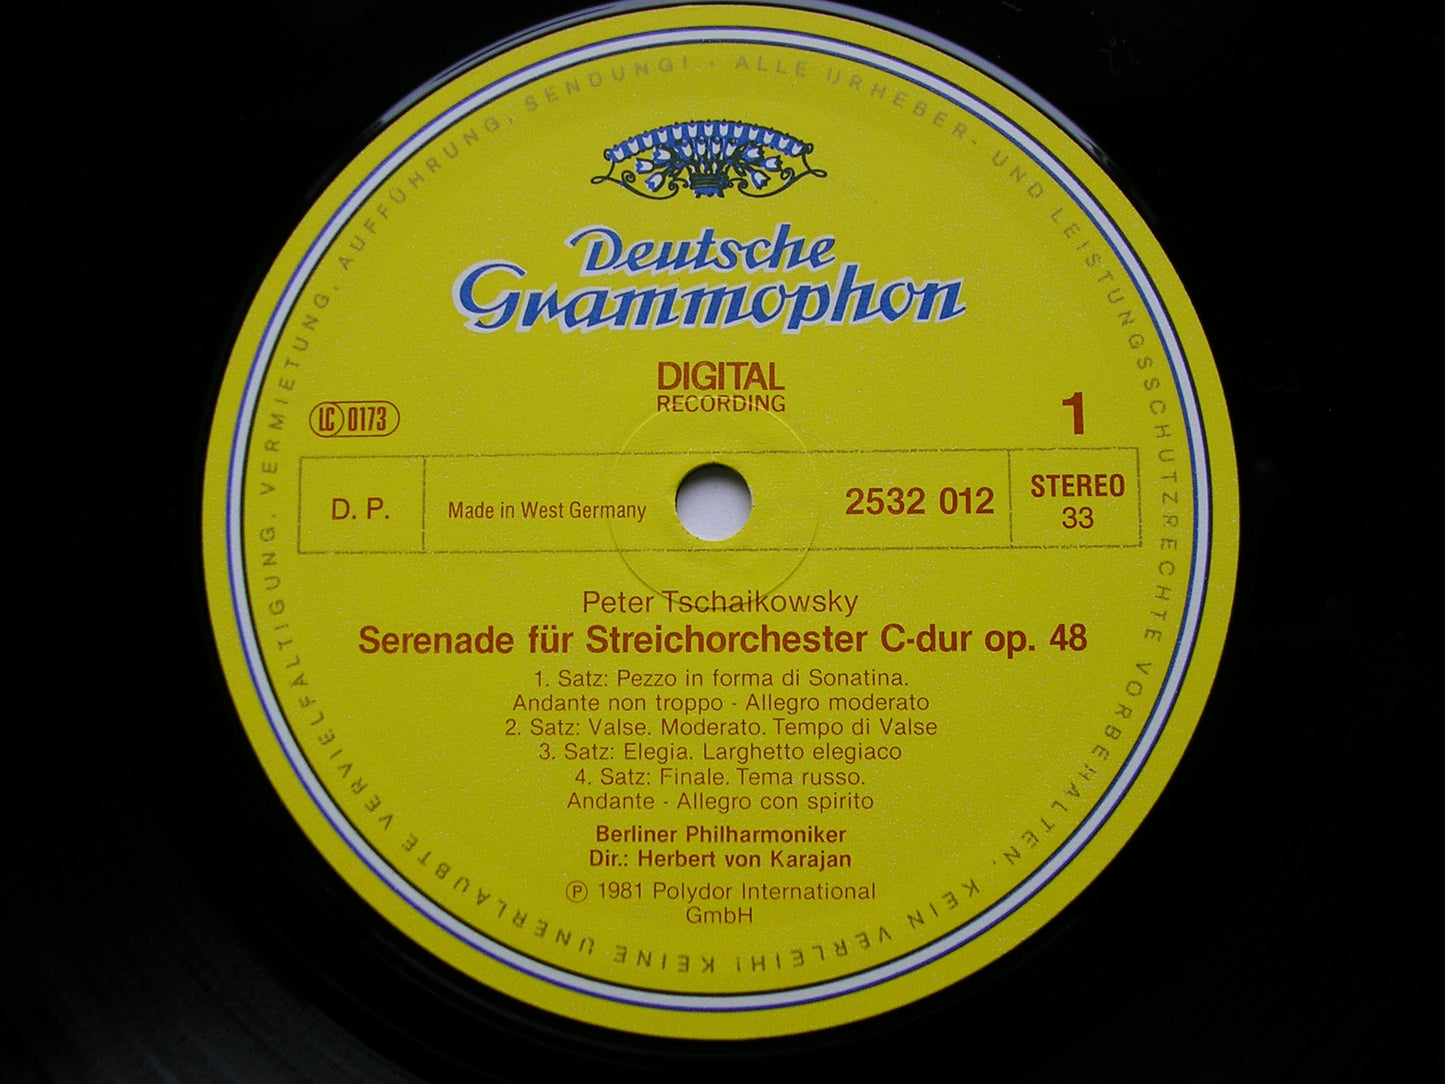 ALLE URHEBER- UND LEISTUNGSSCHUTZRECHTE VORBEHALTEN, KEIN VERLEIH! KEINE UNERLAUBTE VERVIELFÄLTIGUNG, VERMIETUNG, AUFFÜHRUNG, SENDUNG! ·
Deutsche
Grammophon
DIGITAL
RECORDING
LC 0173
1
D. P.
Made in West Germany
2532 012
STEREO
33
Peter Tschaikowsky
Serenade für Streichorchester C-dur op. 48
1. Satz: Pezzo in forma di Sonatina.
Andante non troppo - Allegro moderato
2. Satz: Valse. Moderato. Tempo di Valse
3. Satz: Elegia. Larghetto elegiaco
4. Satz: Finale. Tema russo.
Andante - Allegro con spirito
Berliner Philharmoniker
Dir.: Herbert von Karajan
℗ 1981 Polydor International
GmbH